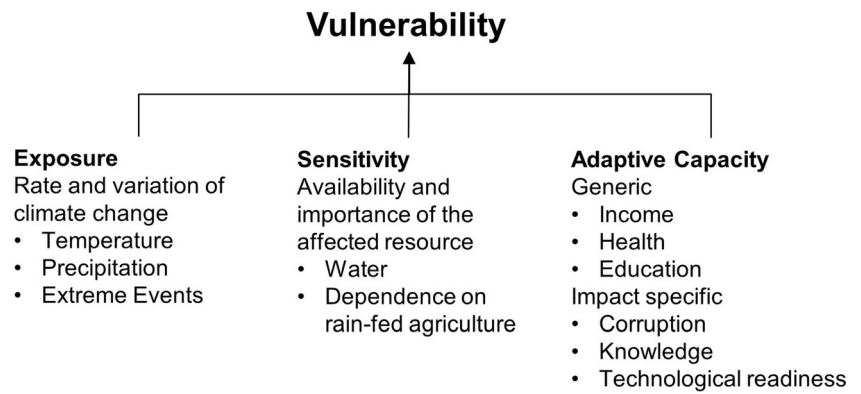 Vulnerability
Exposure
Rate and variation of
climate change
• Temperature
• Precipitation
• Extreme Events
Sensitivity
Availability and
importance of the
affected resource
• Water
• Dependence on
rain-fed agriculture
Adaptive Capacity
Generic
• Income
• Health
• Education
Impact specific
• Corruption
• Knowledge
• Technological readiness